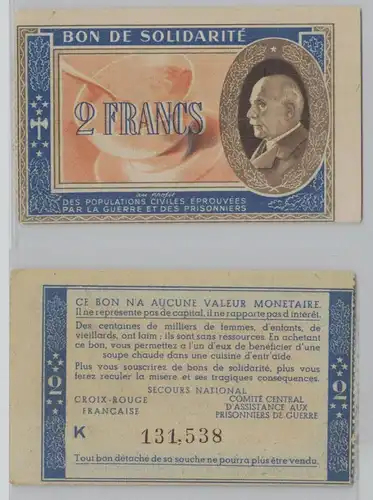 BON DE SOLIDARITÉ
2 FRANCS
AU PROFIT
DES POPULATIONS CIVILES ÉPROUVÉES
PAR LA GUERRE ET DES PRISONNIERS
CE BON N'A AUCUNE VALEUR MONETAIRE.
Il ne représente pas de capital, il ne rapporte pas d'intérêt.
Des centaines de milliers de femmes, d'enfants, de
vieillards, ont faim; ils sont sans ressources. En achetant
ce bon, vous permettez a l'un d'eux de bénéficier d'une
soupe chaude dans une cuisine d'entr'aide.
Plus vous souscrirez de bons de solidarité, plus vous
ferez reculer la misère et ses tragiques conséquences.
SECOURS NATIONAL
CROIX-ROUGE
FRANCAISE
COMITÉ CENTRAL
D'ASSISTANCE AUX
PRISONNIERS DE GUERRE
2
2
K
131,538
Tout bon détaché de sa souche ne pourra plus être vendu.